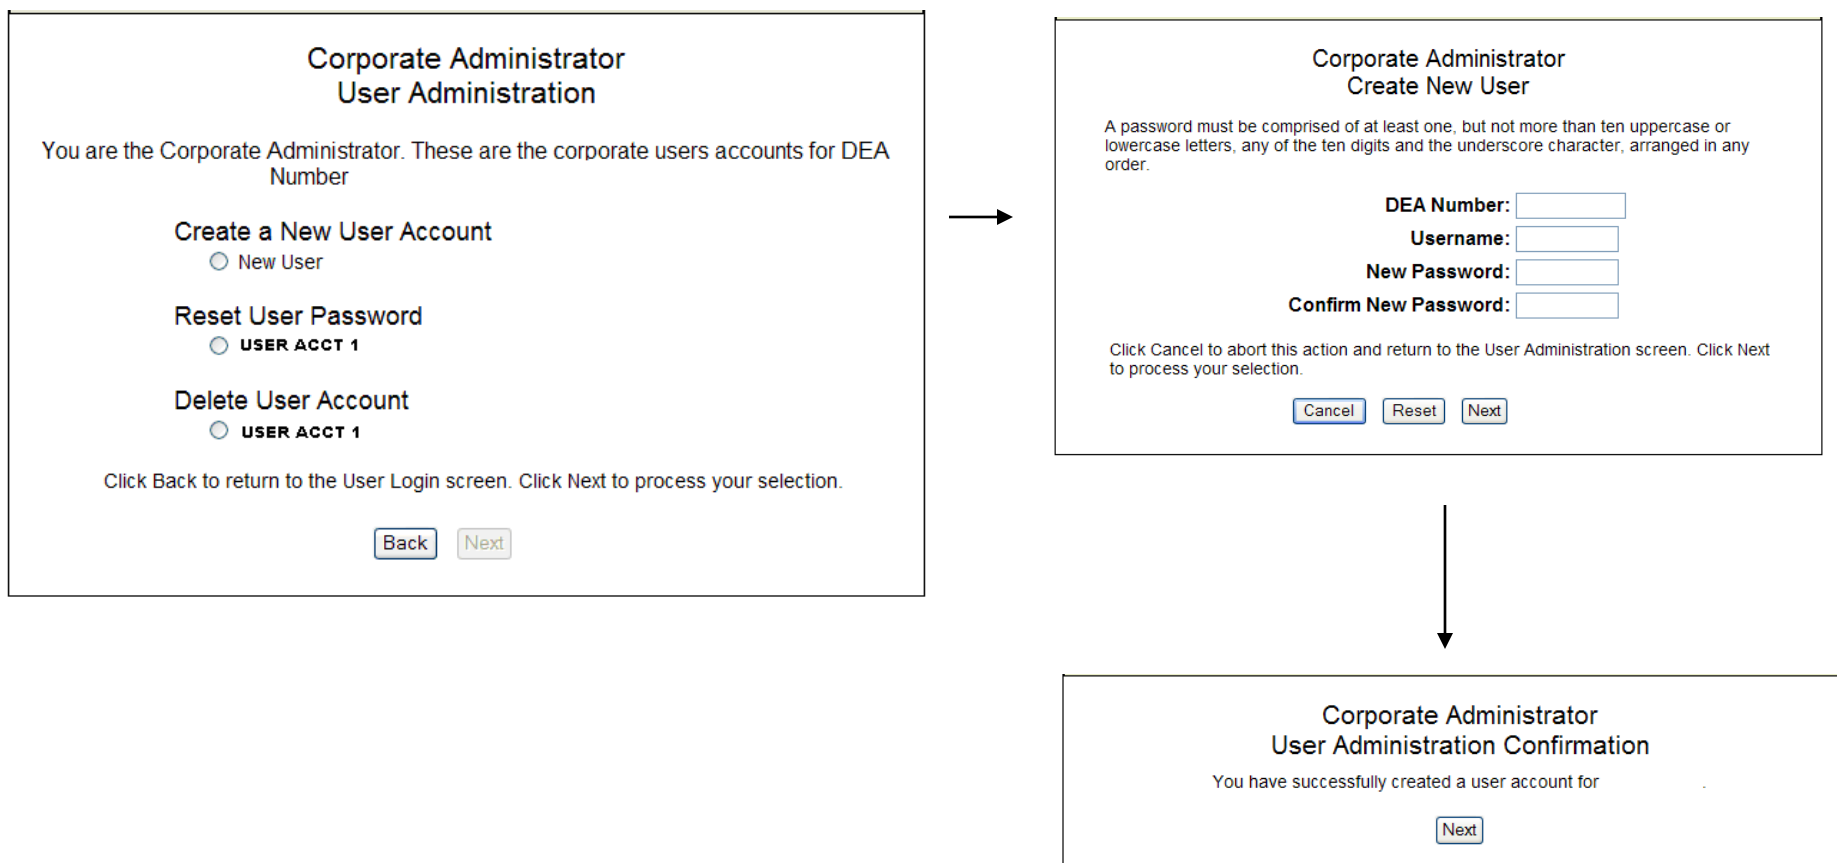 Corporate Administrator
User Administration
You are the Corporate Administrator. These are the corporate users accounts for DEA
Number
Create a New User Account
New User
Reset User Password
USER ACCT 1
Delete User Account
USER ACCT 1
Click Back to return to the User Login screen. Click Next to process your selection.
Back Next
Corporate Administrator
Create New User
A password must be comprised of at least one, but not more than ten uppercase or
lowercase letters, any of the ten digits and the underscore character, arranged in any
order.
DEA Number:
Username:
New Password:
Confirm New Password:
Click Cancel to abort this action and return to the User Administration screen. Click Next
to process your selection.
Cancel Reset Next
Corporate Administrator
User Administration Confirmation
You have successfully created a user account for .
Next